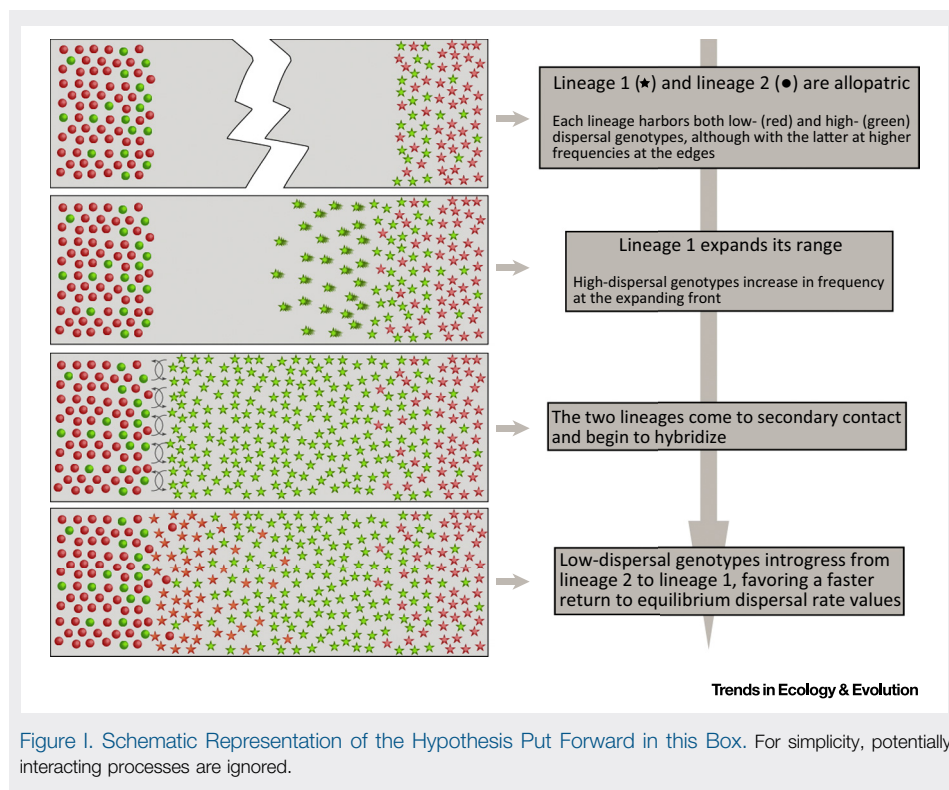 Lineage 1 (★) and lineage 2 (●) are allopatric
Each lineage harbors both low- (red) and high- (green)
dispersal genotypes, although with the latter at higher
frequencies at the edges
Lineage 1 expands its range
High-dispersal genotypes increase in frequency
at the expanding front
The two lineages come to secondary contact
and begin to hybridize
Low-dispersal genotypes introgress from
lineage 2 to lineage 1, favoring a faster
return to equilibrium dispersal rate values
Trends in Ecology & Evolution
Figure I. Schematic Representation of the Hypothesis Put Forward in this Box. For simplicity, potentially
interacting processes are ignored.